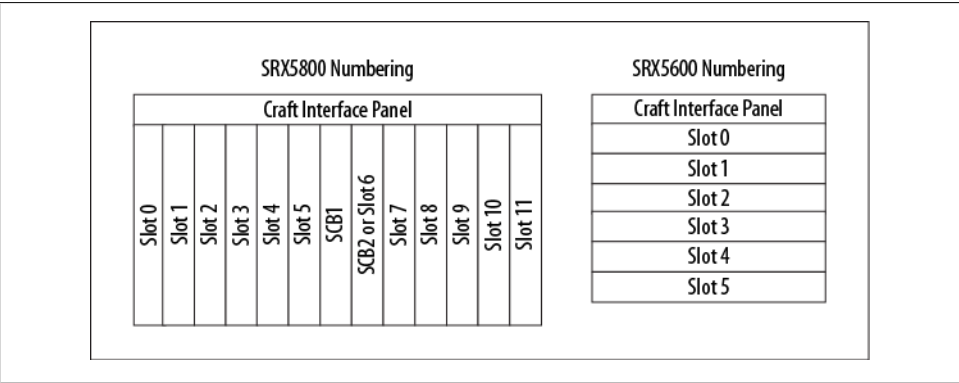 SRX5800 Numbering
Craft Interface Panel
Slot 0
Slot 1
Slot 2
Slot 3
Slot 4
Slot 5
SCB1
SCB2 or Slot 6
Slot 7
Slot 8
Slot 9
Slot 10
Slot 11
SRX5600 Numbering
Craft Interface Panel
Slot 0
Slot 1
Slot 2
Slot 3
Slot 4
Slot 5